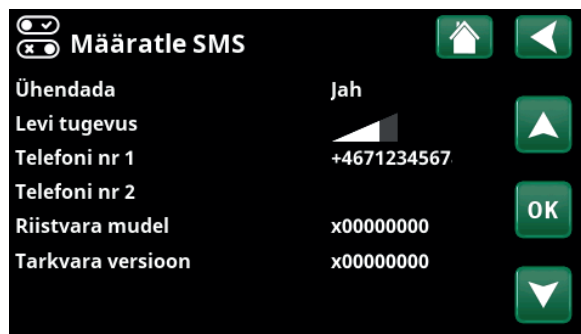 Määratle SMS
Ühendada Jah
Levi tugevus
Telefoni nr 1 +4671234567
Telefoni nr 2
Riistvara mudel x00000000
OK
Tarkvara versioon x00000000